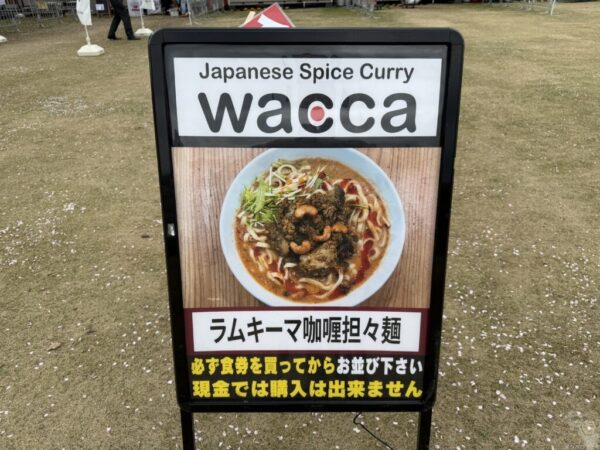 Japanese Spice Curry
wacca
ラムキーマ咖喱担々麺
必ず食券を買ってからお並び下さい
現金では購入は出来ません